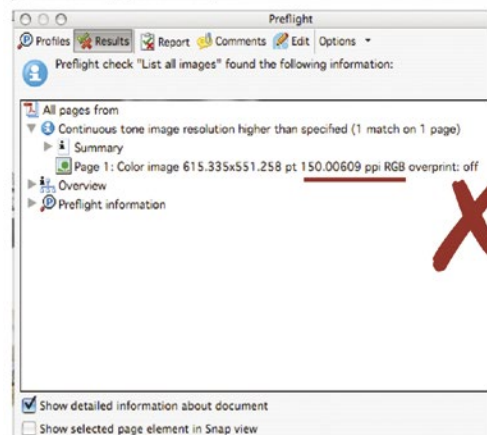 Preflight
Profiles Results Report Comments Edit Options
Preflight check "List all images" found the following information:
All pages from
Continuous tone image resolution higher than specified (1 match on 1 page)
Summary
Page 1: Color image 615.335x551.258 pt 150.00609 ppi RGB overprint: off
Overview
Preflight information
Show detailed information about document
Show selected page element in Snap view